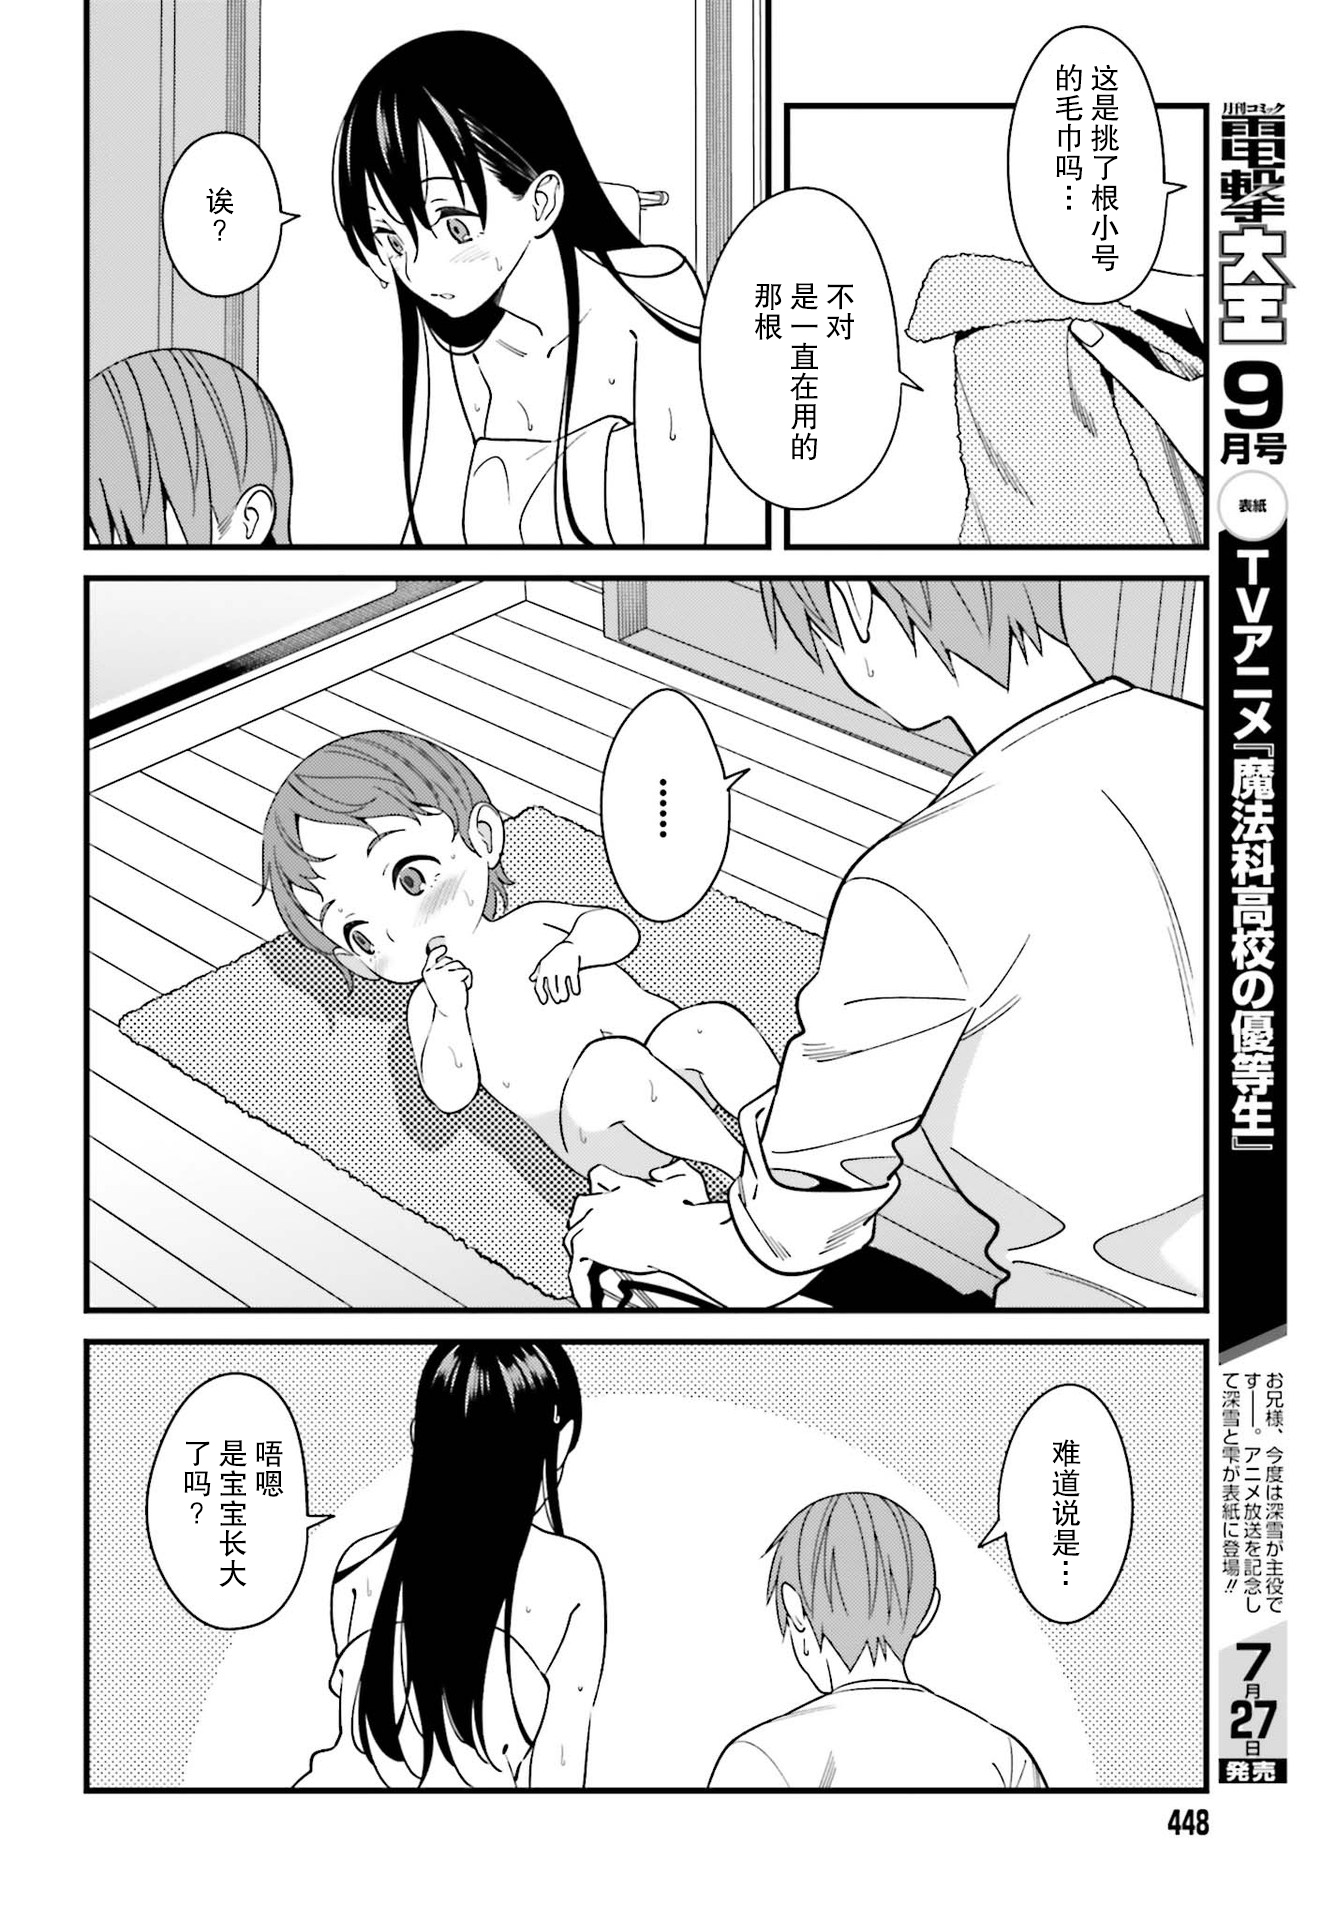 这是挑了根小号
的毛巾吗…
不对
是一直在用的
那根
诶？
……
难道说是…
唔嗯
是宝宝长大
了吗？
月刊コミック
電撃大王
9
月号
表紙
TVアニメ『魔法科高校の優等生』
お兄様、今度は深雪が主役で
す――。アニメ放送を記念し
て深雪と雫が表紙に登場!!
7月27日
発売
448